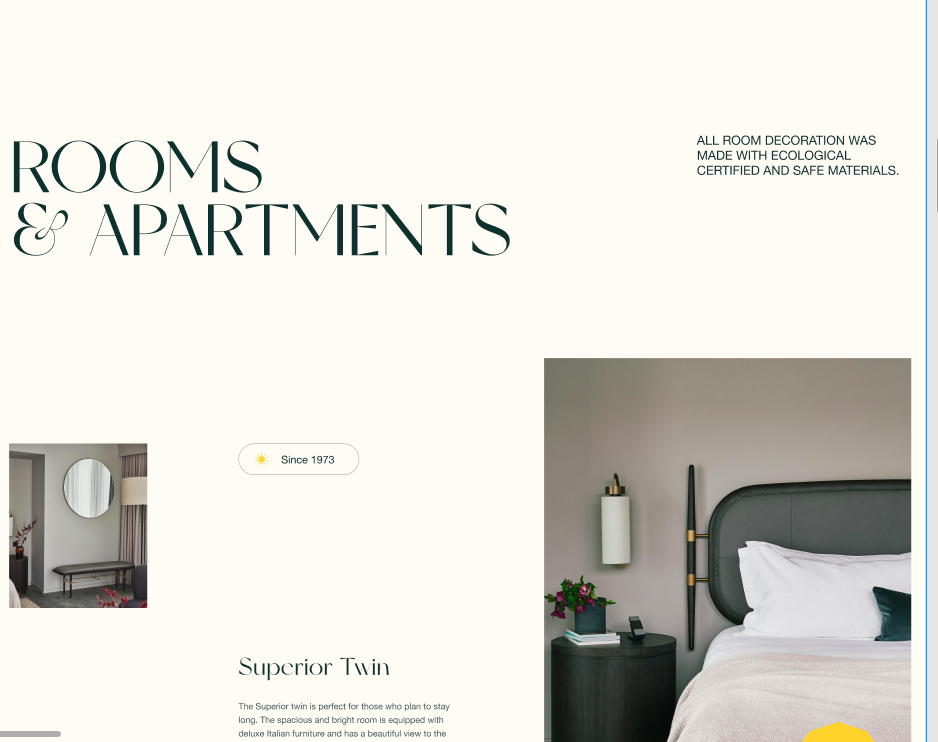 ROOMS
& APARTMENTS
ALL ROOM DECORATION WAS
MADE WITH ECOLOGICAL
CERTIFIED AND SAFE MATERIALS.
Since 1973
Superior Twin
The Superior twin is perfect for those who plan to stay
long. The spacious and bright room is equipped with
deluxe Italian furniture and has a beautiful view to the